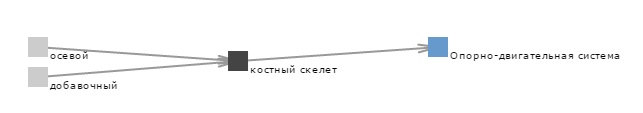 осевой
добавочный
костный скелет
Опорно-двигательная система